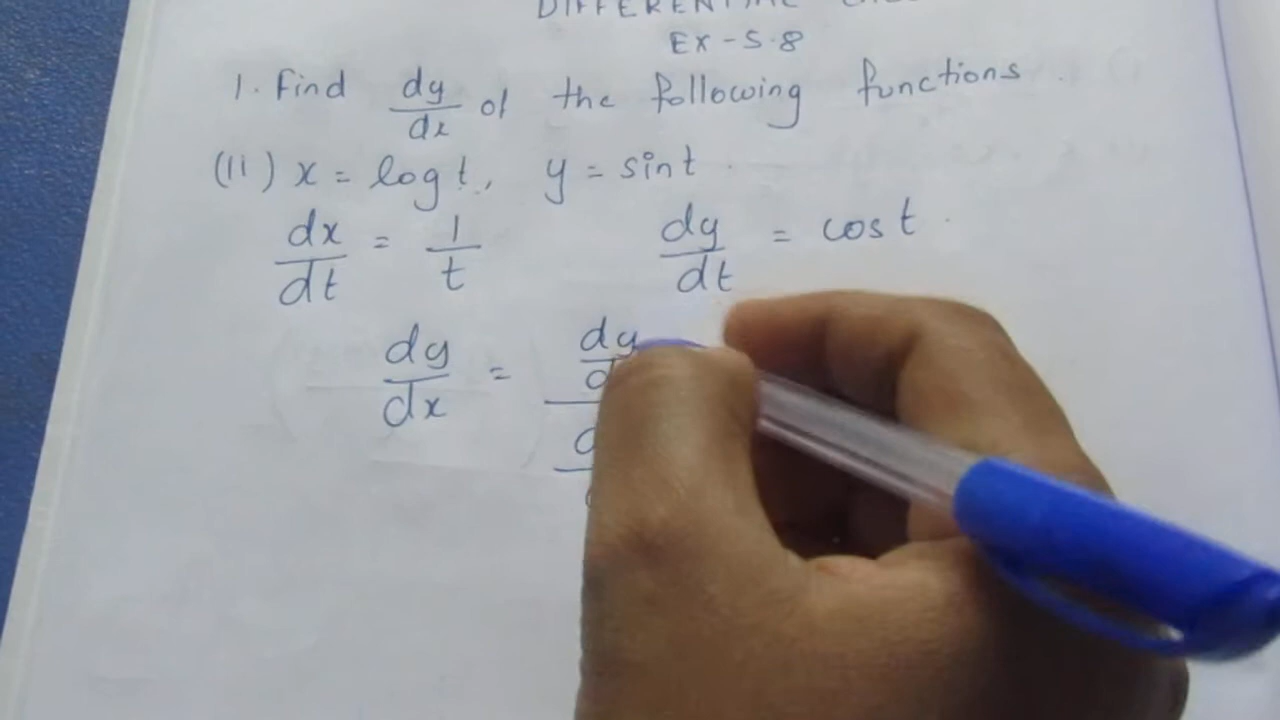 DIFFERENTIAL
EX - 5.8
1. Find dy/dx of the following functions.
(ii) x = log t, y = sin t.
dx/dt = 1/t dy/dt = cos t.
dy/dx = dy